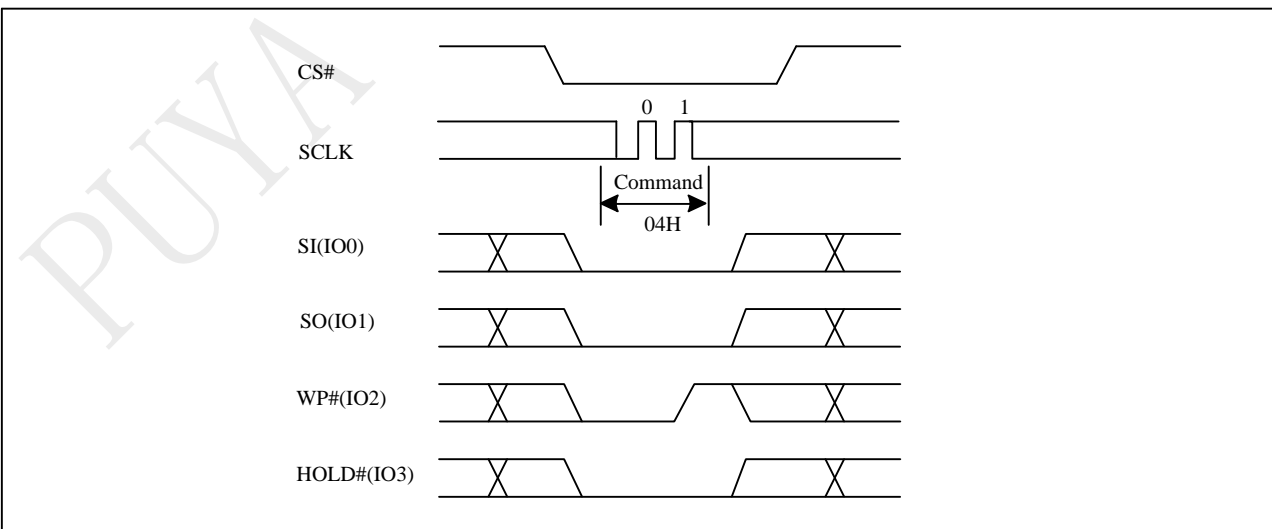 PUYA
CS#
0 1
SCLK
Command
04H
SI(IO0)
SO(IO1)
WP#(IO2)
HOLD#(IO3)